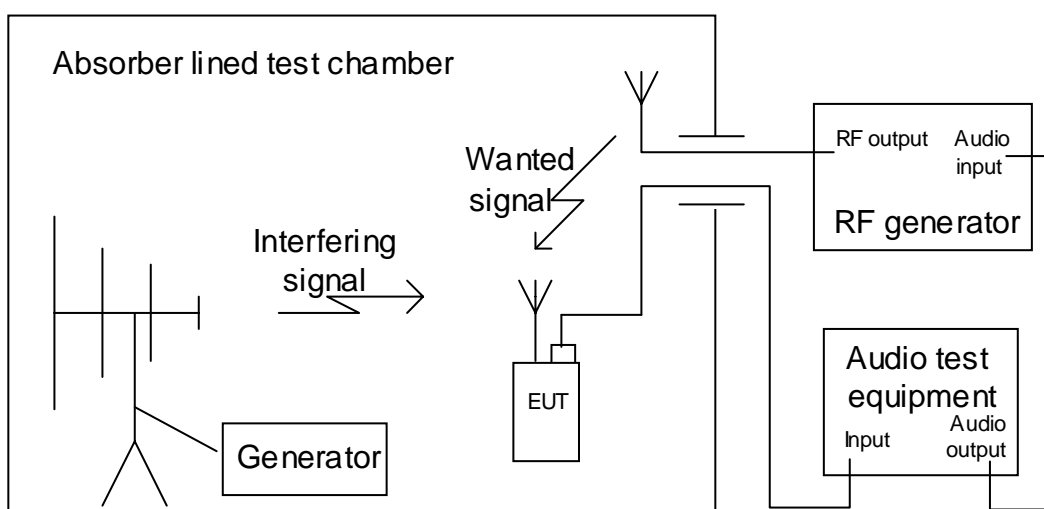 Absorber lined test chamber
Wanted
signal
Interfering
signal
EUT
Generator
RF output
Audio
input
RF generator
Audio test
equipment
Input
Audio
output